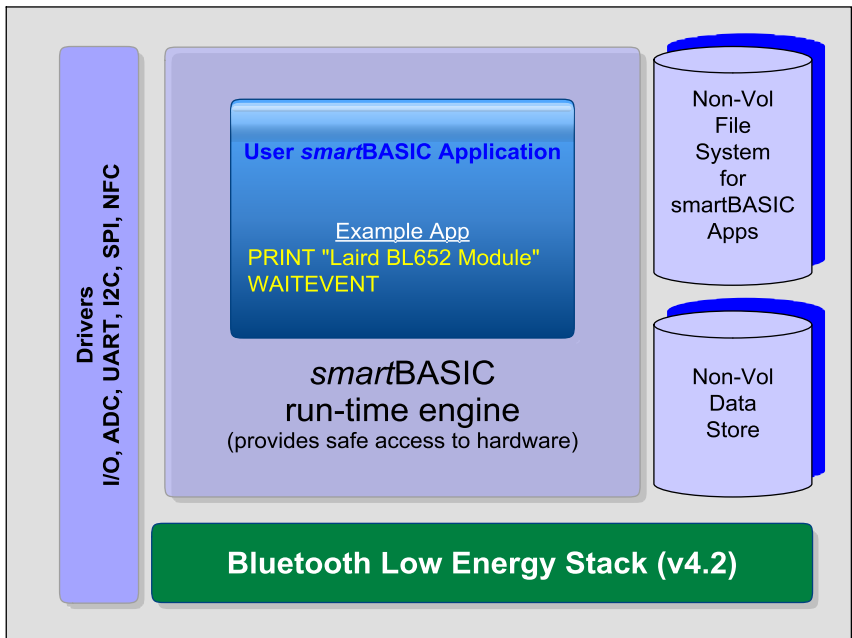 Drivers
I/O, ADC, UART, I2C, SPI, NFC
User smartBASIC Application
Example App
PRINT "Laird BL652 Module"
WAITEVENT
smartBASIC
run-time engine
(provides safe access to hardware)
Non-Vol
File
System
for
smartBASIC
Apps
Non-Vol
Data
Store
Bluetooth Low Energy Stack (v4.2)